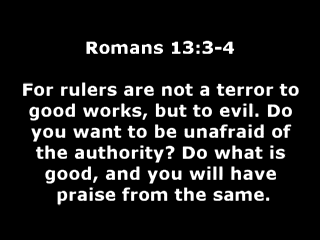 Romans 13:3-4
For rulers are not a terror to
good works, but to evil. Do
you want to be unafraid of
the authority? Do what is
good, and you will have
praise from the same.